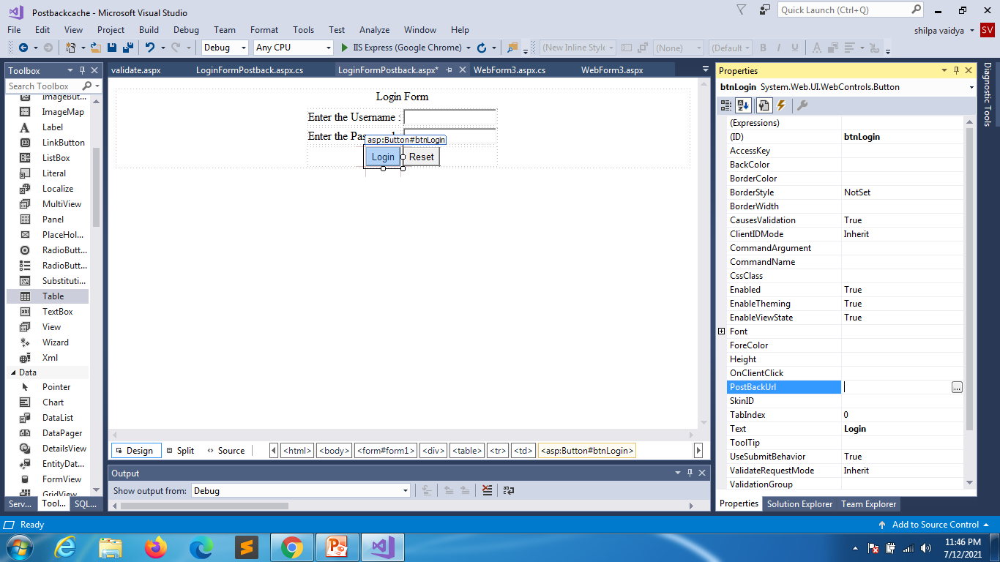 Postbackcache - Microsoft Visual Studio
Quick Launch (Ctrl+Q)
File Edit View Project Build Debug Team Format Tools Test Analyze Window Help
shilpa vaidya SV
Debug Any CPU IIS Express (Google Chrome) (New Inline Style (None) (Default
Toolbox
Search Toolbox
ImageBut...
ImageMap
Label
LinkButton
ListBox
Literal
Localize
MultiView
Panel
PlaceHol...
RadioButt...
RadioButt...
Substituti...
Table
TextBox
View
Wizard
Xml
Data
Pointer
Chart
DataList
DataPager
DetailsView
EntityDat...
FormView
GridView
Serv... Tool... SQL...
validate.aspx LoginFormPostback.aspx.cs LoginFormPostback.aspx* WebForm3.aspx.cs WebForm3.aspx
Login Form
Enter the Username :
Enter the Pas
asp:Button#btnLogin
Login Reset
Design Split Source <html> <body> <form#form1> <div> <table> <tr> <td> <asp:Button#btnLogin>
Output
Show output from: Debug
Properties
btnLogin System.Web.UI.WebControls.Button
(Expressions)
(ID) btnLogin
AccessKey
BackColor
BorderColor
BorderStyle NotSet
BorderWidth
CausesValidation True
ClientIDMode Inherit
CommandArgument
CommandName
CssClass
Enabled True
EnableTheming True
EnableViewState True
Font
ForeColor
Height
OnClientClick
PostBackUrl ...
SkinID
TabIndex 0
Text Login
ToolTip
UseSubmitBehavior True
ValidateRequestMode Inherit
ValidationGroup
Properties Solution Explorer Team Explorer
Diagnostic Tools
Ready
Add to Source Control
11:46 PM
7/12/2021